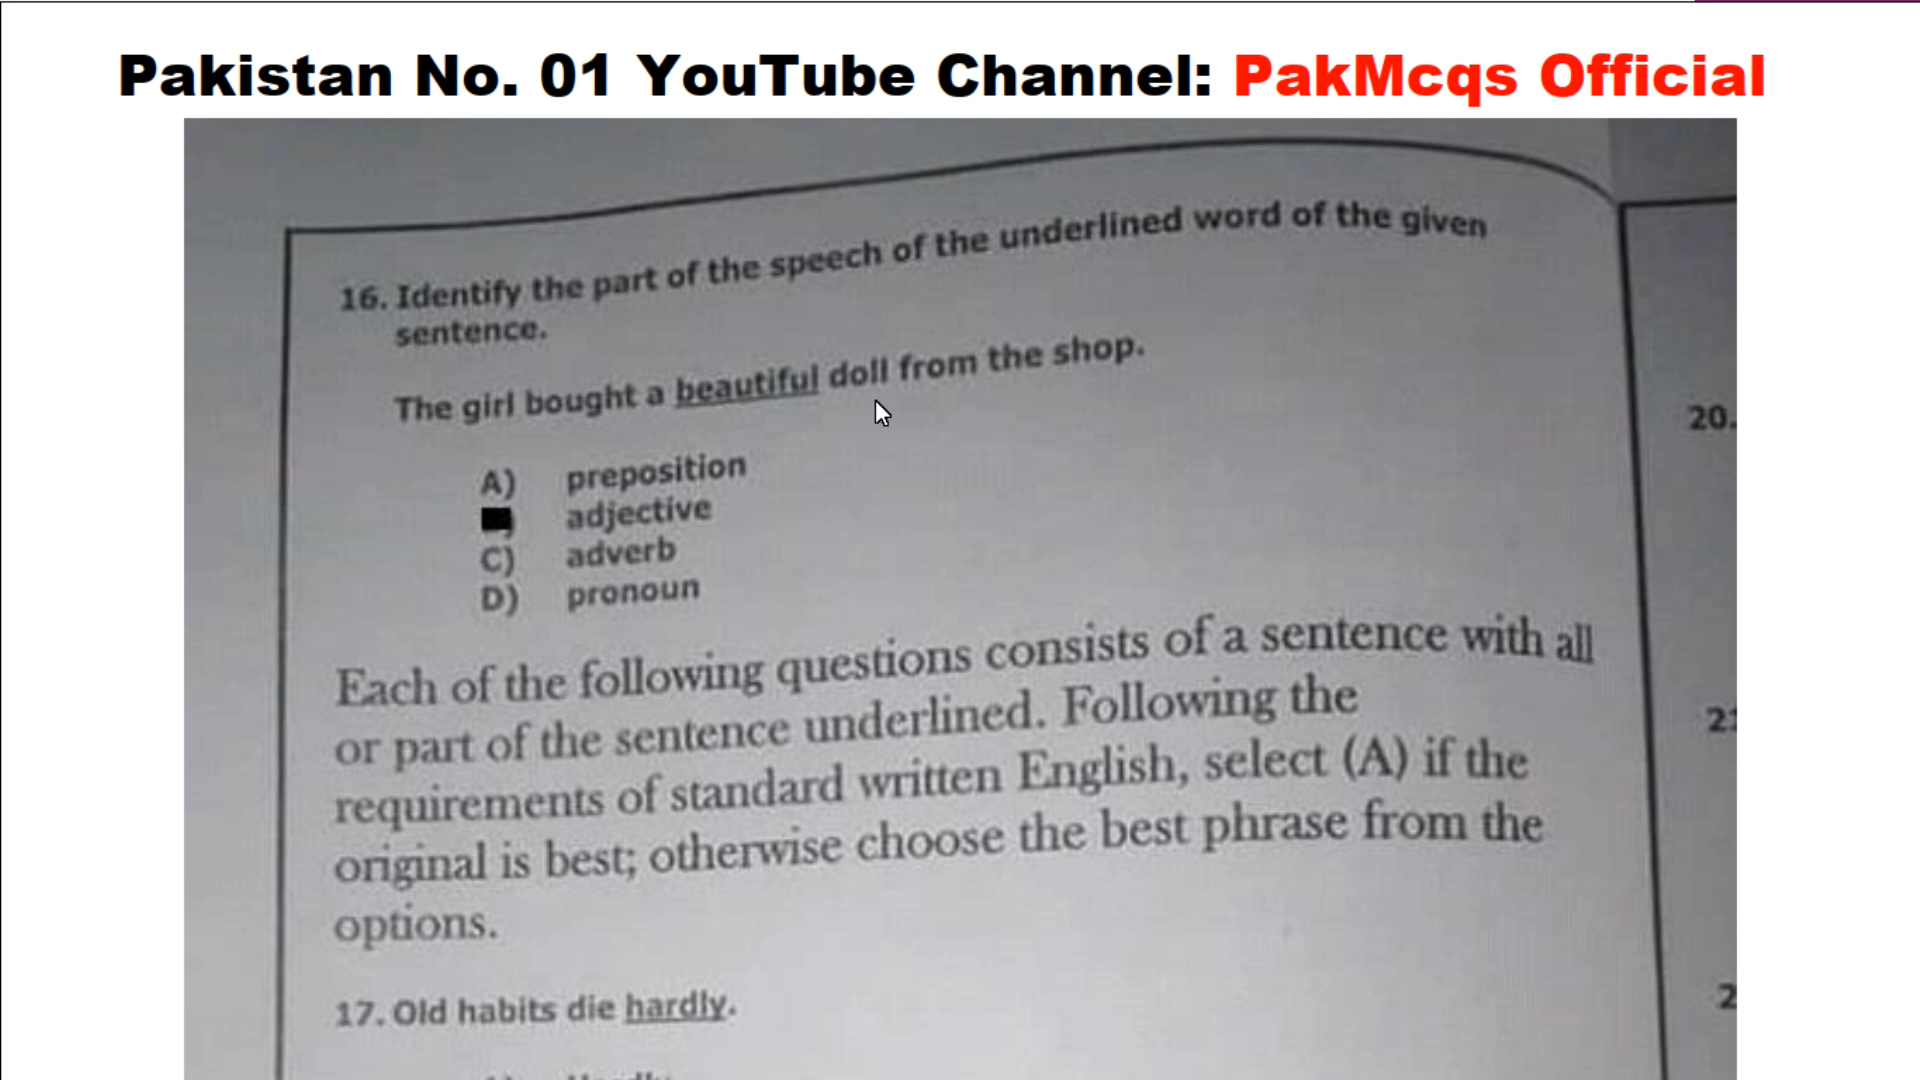 Pakistan No. 01 YouTube Channel: PakMcqs Official
16. Identify the part of the speech of the underlined word of the given
sentence.
The girl bought a beautiful doll from the shop.
A) preposition
) adjective
C) adverb
D) pronoun
Each of the following questions consists of a sentence with all
or part of the sentence underlined. Following the
requirements of standard written English, select (A) if the
original is best; otherwise choose the best phrase from the
options.
17. Old habits die hardly.
20.